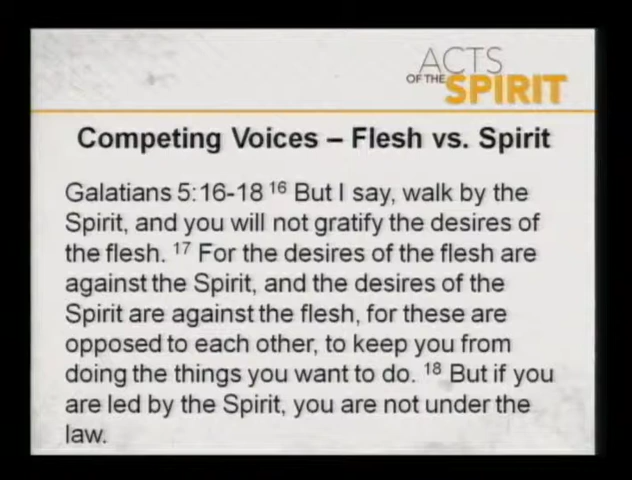 ACTS
OF THE SPIRIT
Competing Voices – Flesh vs. Spirit
Galatians 5:16-18 16 But I say, walk by the
Spirit, and you will not gratify the desires of
the flesh. 17 For the desires of the flesh are
against the Spirit, and the desires of the
Spirit are against the flesh, for these are
opposed to each other, to keep you from
doing the things you want to do. 18 But if you
are led by the Spirit, you are not under the
law.